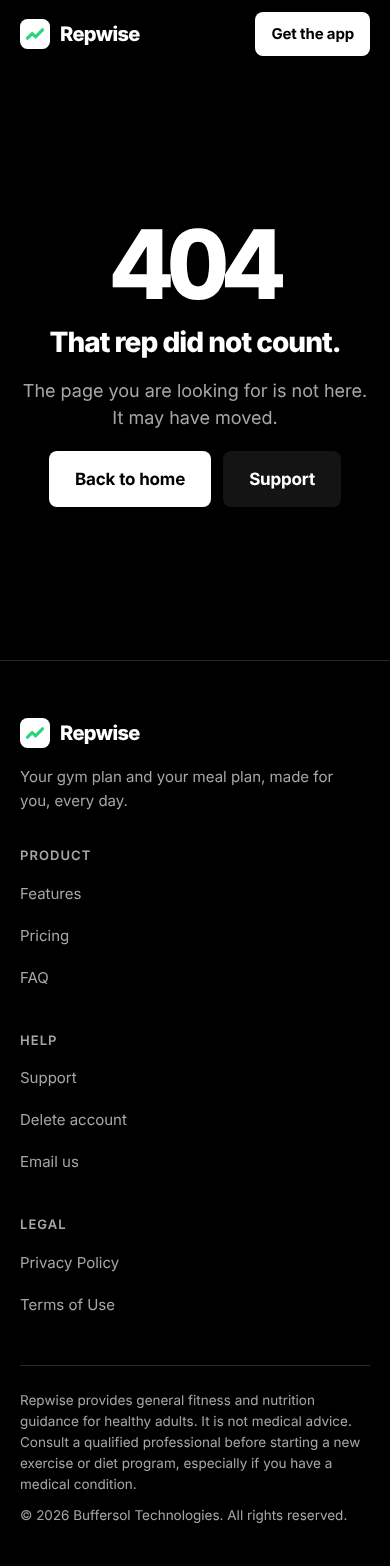 Repwise
Get the app
404
That rep did not count.
The page you are looking for is not here.
It may have moved.
Back to home
Support
Repwise
Your gym plan and your meal plan, made for
you, every day.
PRODUCT
Features
Pricing
FAQ
HELP
Support
Delete account
Email us
LEGAL
Privacy Policy
Terms of Use
Repwise provides general fitness and nutrition
guidance for healthy adults. It is not medical advice.
Consult a qualified professional before starting a new
exercise or diet program, especially if you have a
medical condition.
© 2026 Buffersol Technologies. All rights reserved.